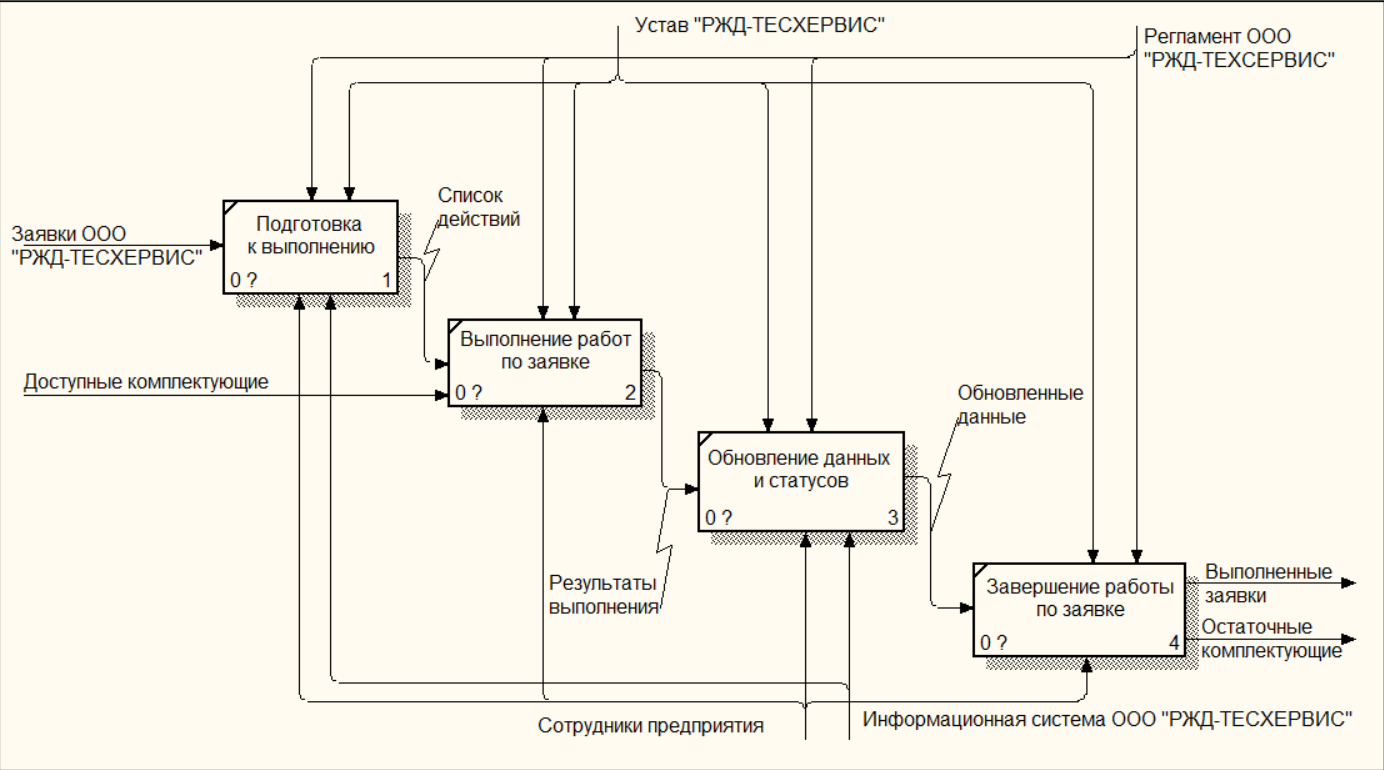 Устав "РЖД-ТЕСХЕРВИС"
Регламент ООО
"РЖД-ТЕХСЕРВИС"
Список
действий
Подготовка
к выполнению
0 ? 1
Заявки ООО
"РЖД-ТЕСХЕРВИС"
Выполнение работ
по заявке
0 ? 2
Доступные комплектующие
Обновленные
данные
Обновление данных
и статусов
0 ? 3
Результаты
выполнения
Завершение работы
по заявке
0 ? 4
Выполненные
заявки
Остаточные
комплектующие
Сотрудники предприятия
Информационная система ООО "РЖД-ТЕСХЕРВИС"